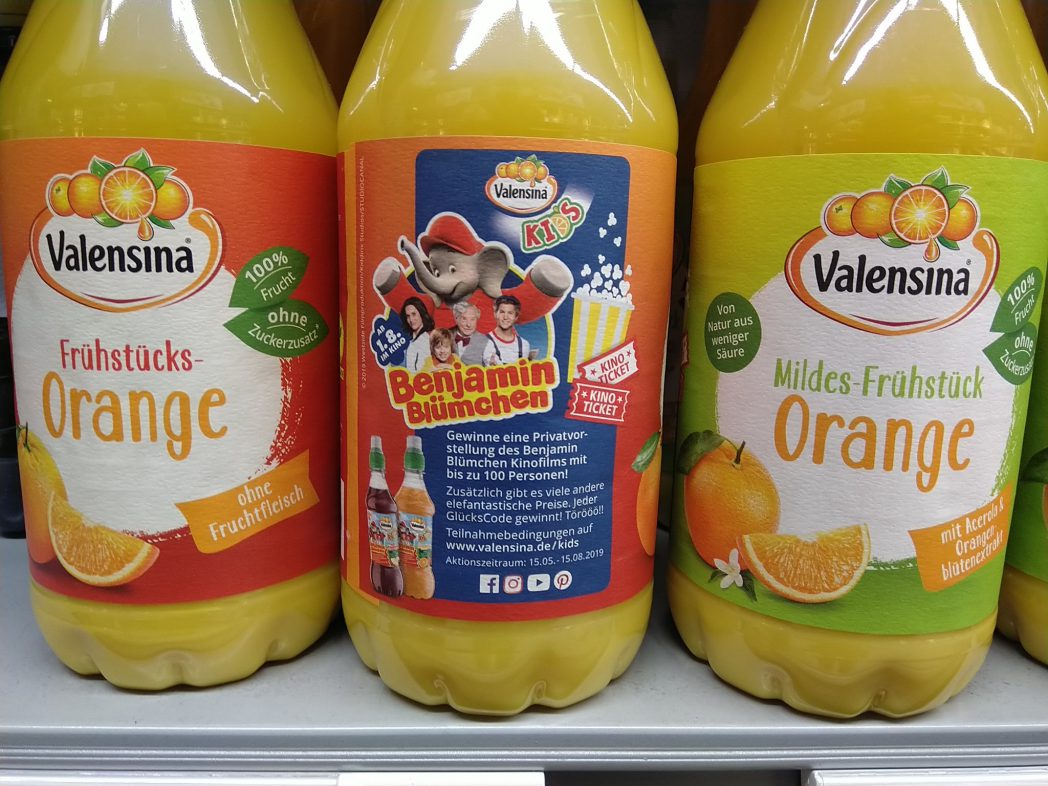 Valensina®
100%
Frucht
ohne
Zuckerzusatz*
Frühstücks-
Orange
ohne
Fruchtfleisch
Valensina
KIDS
AB
1.8.
IM KINO
Benjamin
Blümchen
KINO
TICKET
KINO
TICKET
Gewinne eine Privatvor-
stellung des Benjamin
Blümchen Kinofilms mit
bis zu 100 Personen!
Zusätzlich gibt es viele andere
elefantastische Preise. Jeder
GlücksCode gewinnt! Törööö!!
Teilnahmebedingungen auf
www.valensina.de/kids
Aktionszeitraum: 15.05.-15.08.2019
Valensina®
Von
Natur aus
weniger
Säure
100%
Frucht
ohne
Zuckerzusatz
Mildes-Frühstück
Orange
mit Acerola &
Orangen-
blütenextrakt